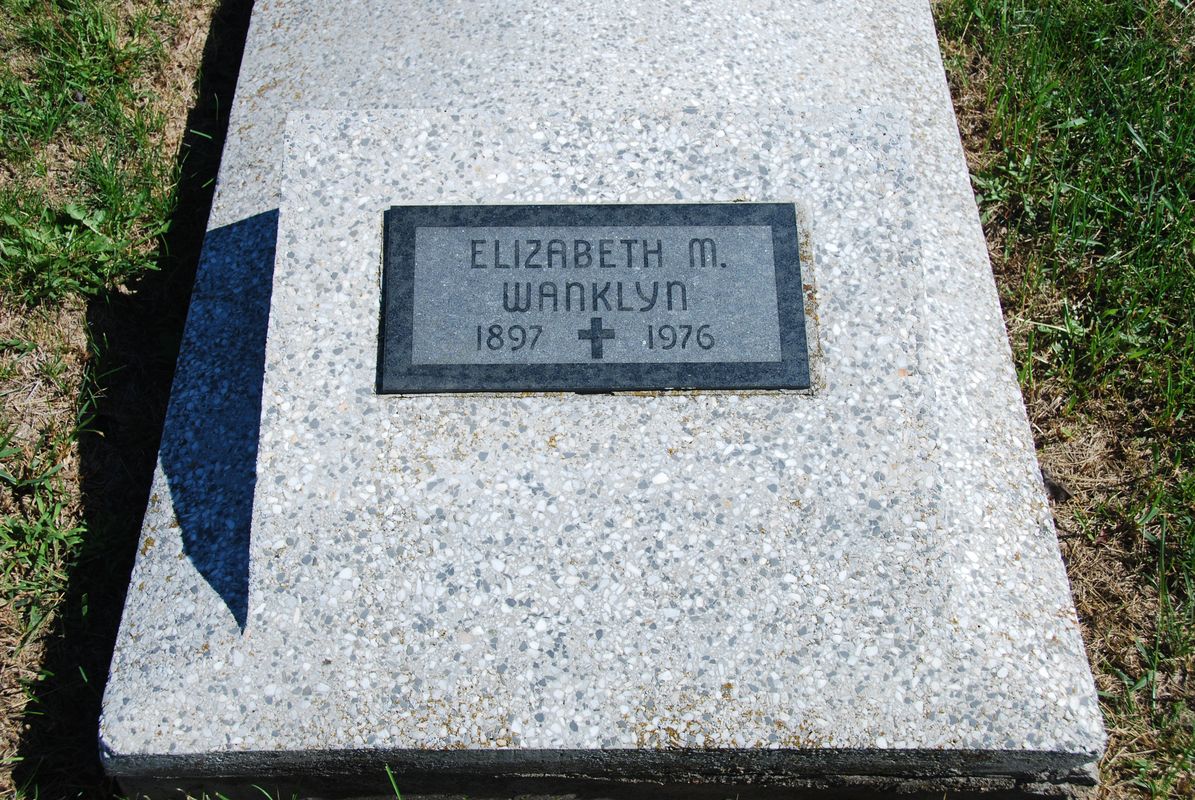 ELIZABETH M.
WANKLYN
1897 1976